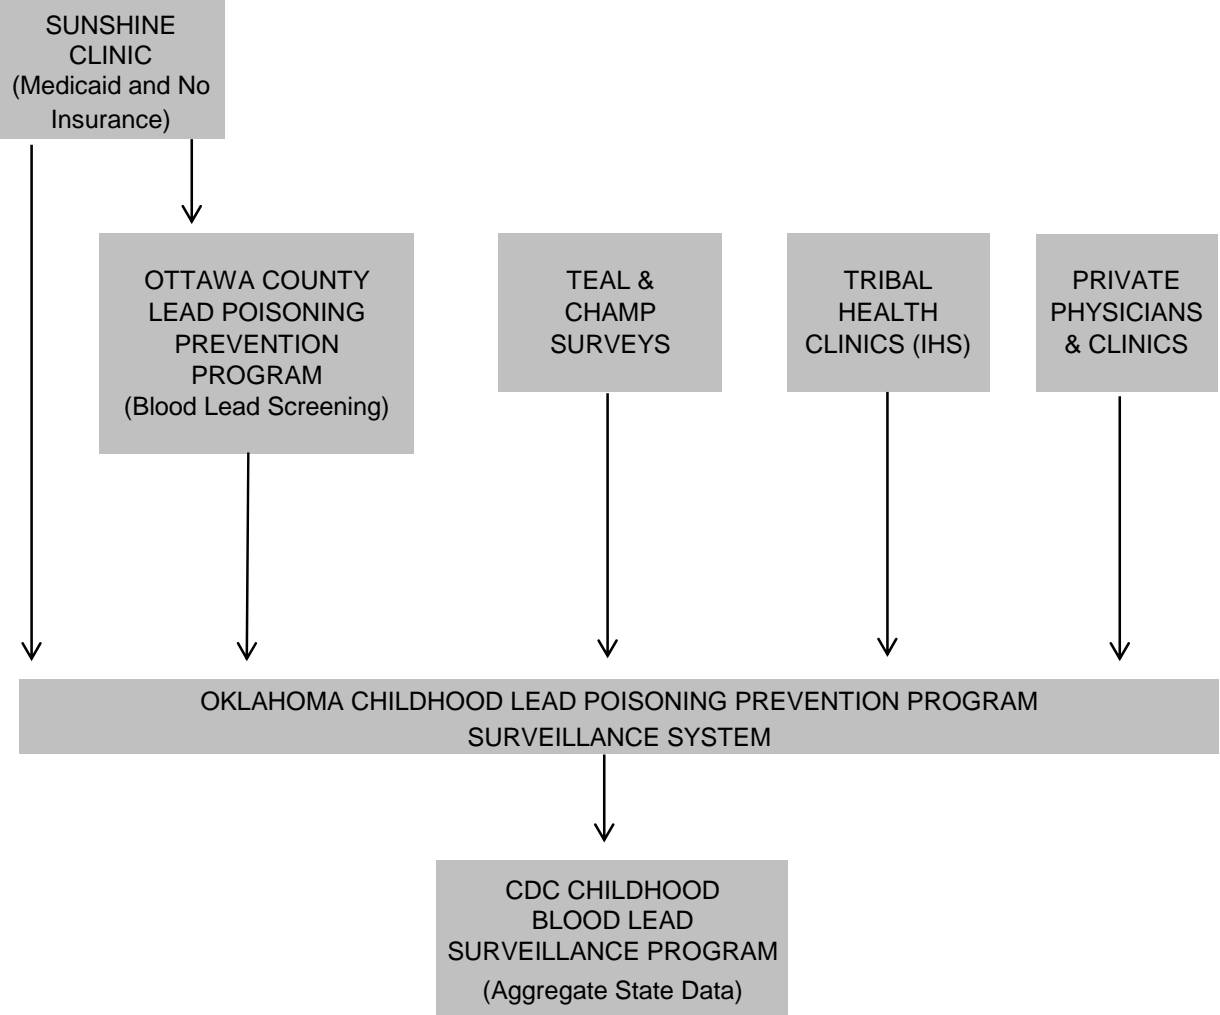 SUNSHINE
CLINIC
(Medicaid and No
Insurance)
OTTAWA COUNTY
LEAD POISONING
PREVENTION
PROGRAM
(Blood Lead Screening)
TEAL &
CHAMP
SURVEYS
TRIBAL
HEALTH
CLINICS (IHS)
PRIVATE
PHYSICIANS
& CLINICS
OKLAHOMA CHILDHOOD LEAD POISONING PREVENTION PROGRAM
SURVEILLANCE SYSTEM
CDC CHILDHOOD
BLOOD LEAD
SURVEILLANCE PROGRAM
(Aggregate State Data)